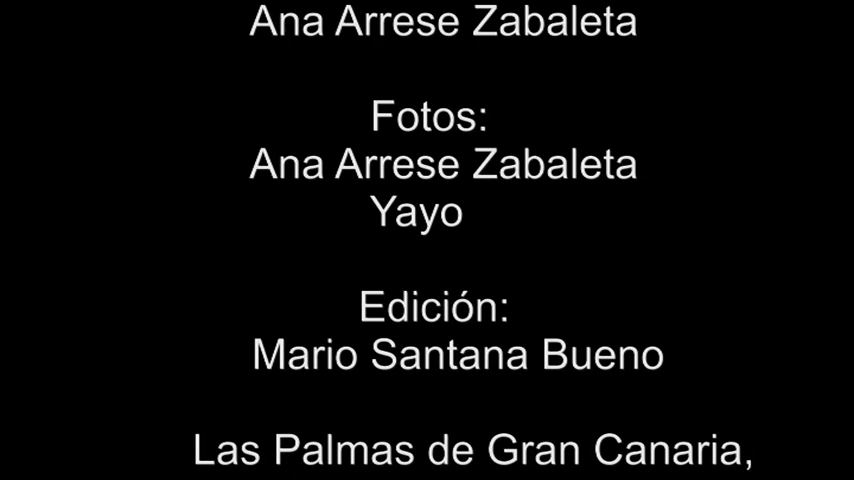 Ana Arrese Zabaleta
Fotos:
Ana Arrese Zabaleta
Yayo
Edición:
Mario Santana Bueno
Las Palmas de Gran Canaria,